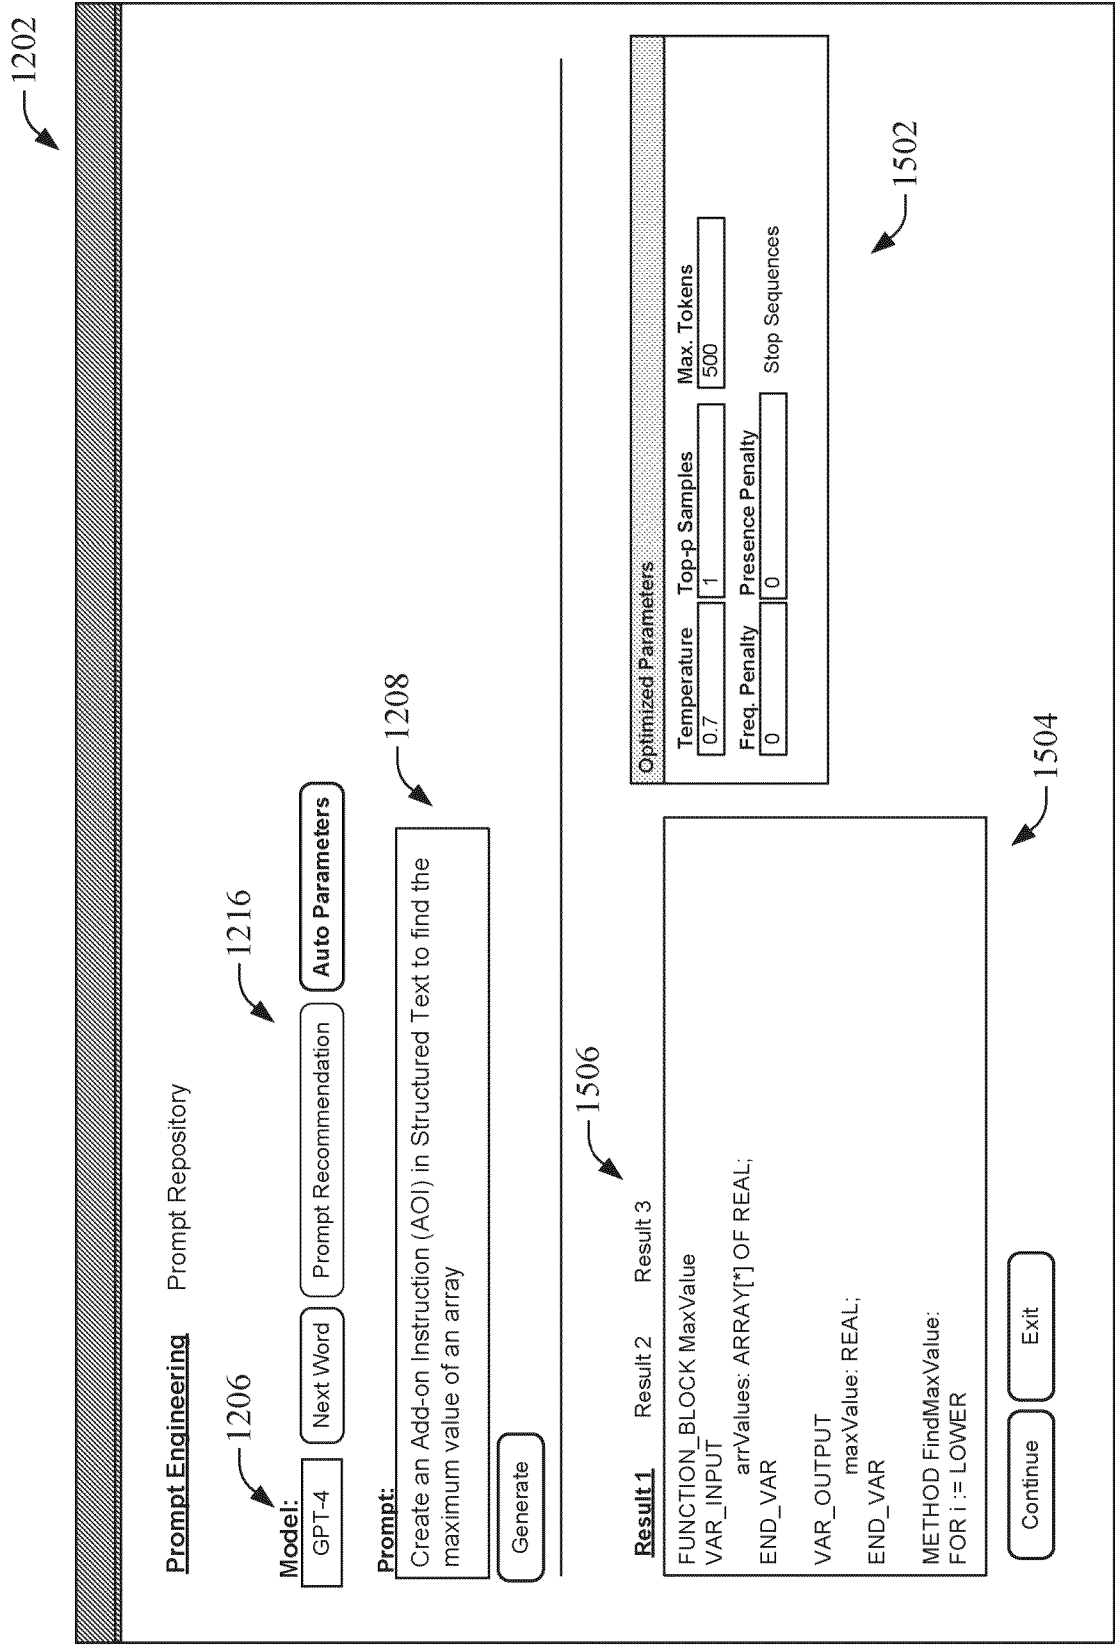 1202
Prompt Engineering
Prompt Repository
1206
1216
Model:
GPT-4
Next Word
Prompt Recommendation
Auto Parameters
1208
Prompt:
Create an Add-on Instruction (AOI) in Structured Text to find the
maximum value of an array
Generate
1506
Result 1
Result 2
Result 3
FUNCTION_BLOCK MaxValue
VAR_INPUT
arrValues: ARRAY[*] OF REAL;
END_VAR
VAR_OUTPUT
maxValue: REAL;
END_VAR
METHOD FindMaxValue:
FOR i := LOWER
1504
Continue
Exit
Optimized Parameters
Temperature
Top-p Samples
Max. Tokens
0.7
1
500
Freq. Penalty
Presence Penalty
0
0
Stop Sequences
1502